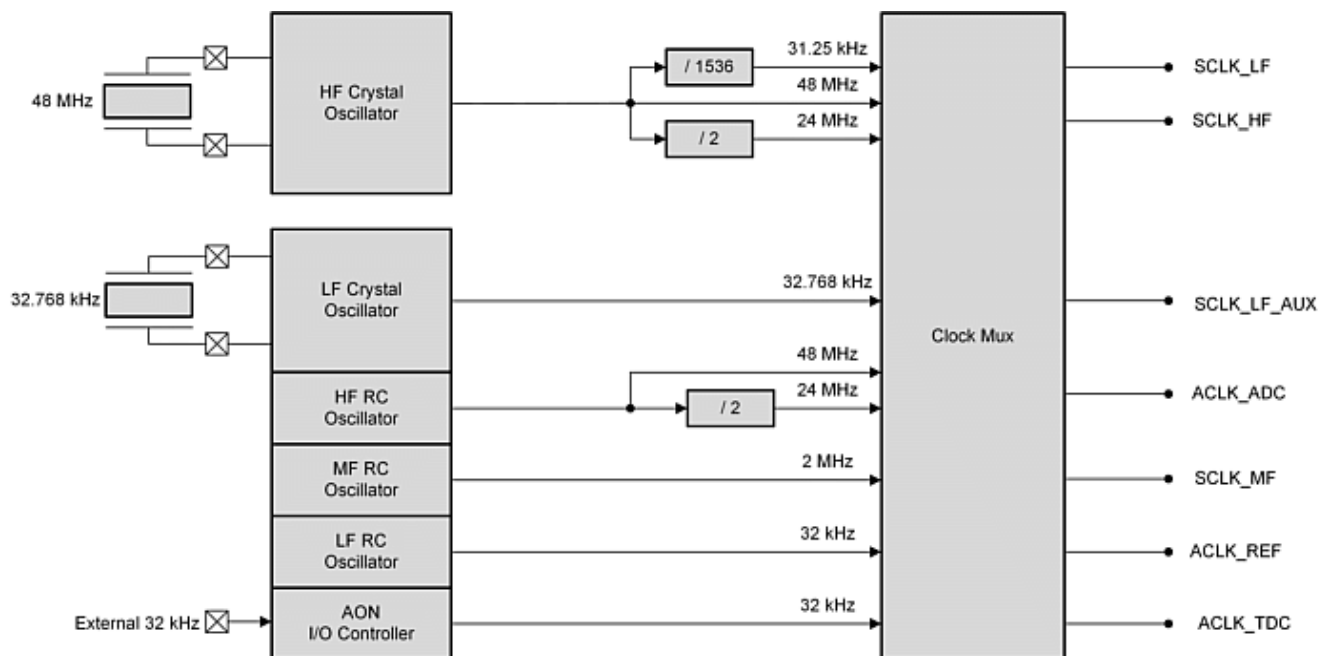 48 MHz
HF Crystal
Oscillator
/ 1536
31.25 kHz
48 MHz
/ 2
24 MHz
32.768 kHz
LF Crystal
Oscillator
32.768 kHz
HF RC
Oscillator
48 MHz
/ 2
24 MHz
MF RC
Oscillator
2 MHz
LF RC
Oscillator
32 kHz
External 32 kHz
AON
I/O Controller
32 kHz
Clock Mux
SCLK_LF
SCLK_HF
SCLK_LF_AUX
ACLK_ADC
SCLK_MF
ACLK_REF
ACLK_TDC